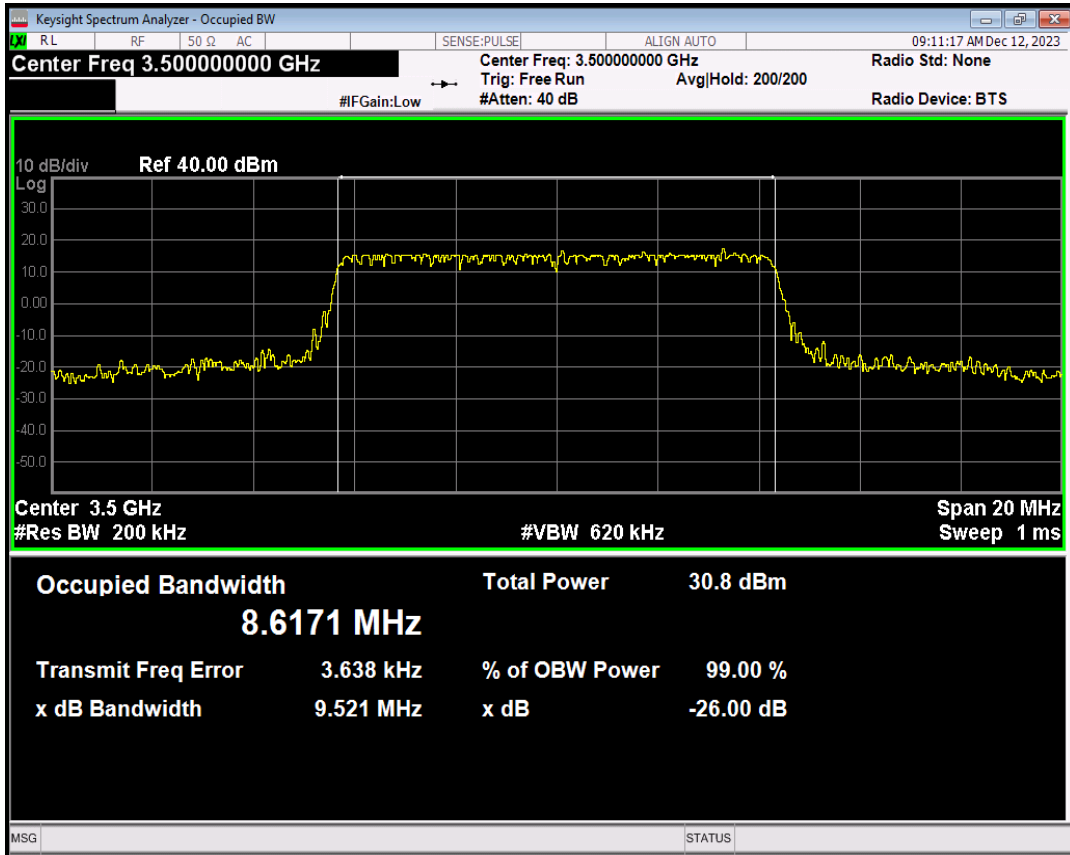 Keysight Spectrum Analyzer - Occupied BW
LXI RL RF 50 Ω AC SENSE:PULSE ALIGN AUTO 09:11:17 AM Dec 12, 2023
Center Freq 3.500000000 GHz Center Freq: 3.500000000 GHz Radio Std: None
Trig: Free Run Avg|Hold: 200/200
#IFGain:Low #Atten: 40 dB Radio Device: BTS
10 dB/div Ref 40.00 dBm
Log
30.0
20.0
10.0
0.00
-10.0
-20.0
-30.0
-40.0
-50.0
Center 3.5 GHz Span 20 MHz
#Res BW 200 kHz #VBW 620 kHz Sweep 1 ms
Occupied Bandwidth Total Power 30.8 dBm
8.6171 MHz
Transmit Freq Error 3.638 kHz % of OBW Power 99.00 %
x dB Bandwidth 9.521 MHz x dB -26.00 dB
MSG STATUS